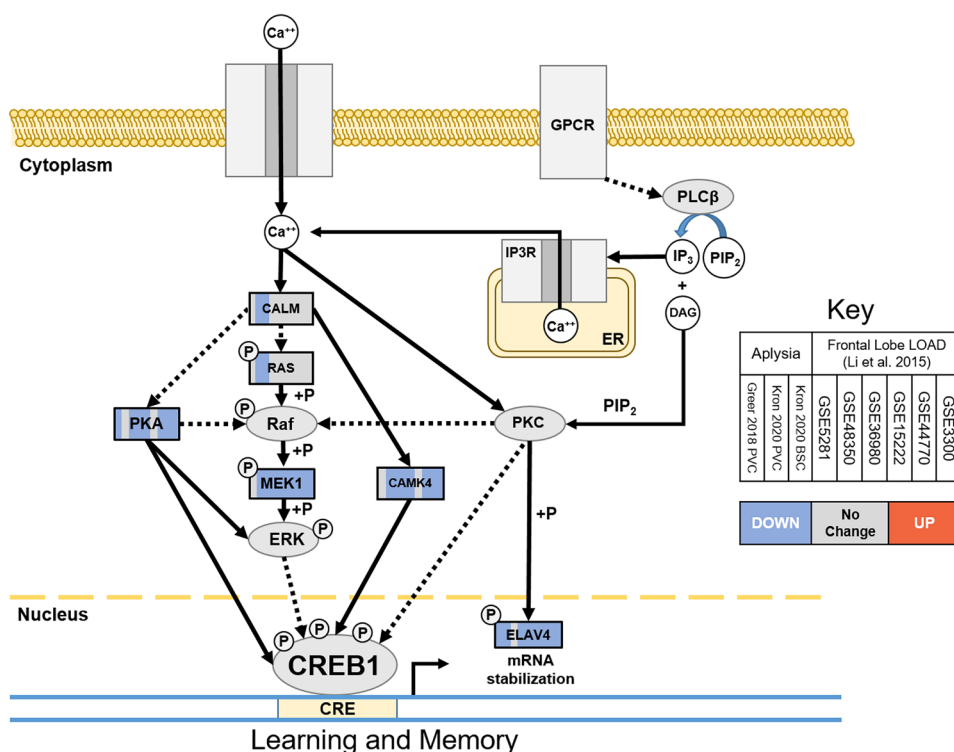 Ca++
GPCR
Cytoplasm
PLCβ
Ca++
IP3R
IP3
PIP2
+
DAG
Ca++
ER
CALM
P
RAS
+P
PKA
P
Raf
PKC
PIP2
+P
P
MEK1
CAMK4
+P
ERK
P
+P
Nucleus
P
P
P
CREB1
P
ELAV4
mRNA
stabilization
CRE
Learning and Memory
Key
Aplysia
Frontal Lobe LOAD
(Li et al. 2015)
Greer 2018 PVC
Kron 2020 PVC
Kron 2020 BSC
GSE5281
GSE48350
GSE36980
GSE15222
GSE44770
GSE3300
DOWN
No
Change
UP